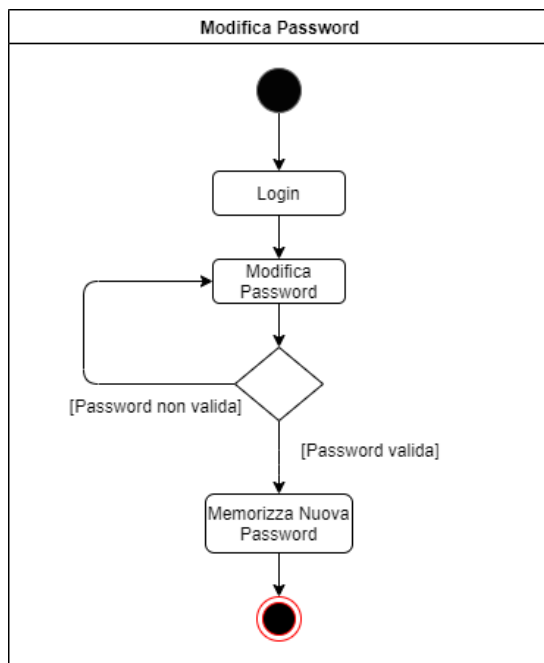 Modifica Password
Login
Modifica
Password
[Password non valida]
[Password valida]
Memorizza Nuova
Password